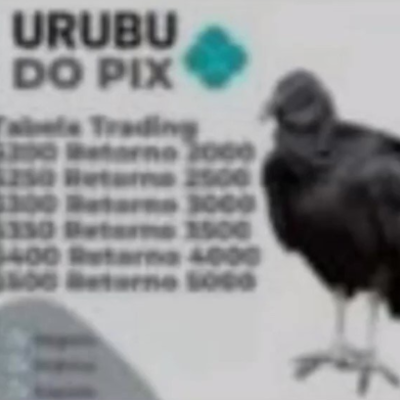 URUBU
DO PIX
Tabela Trading
$200 Retorno 2000
$250 Retorno 2500
$300 Retorno 3000
$350 Retorno 3500
$400 Retorno 4000
$500 Retorno 5000